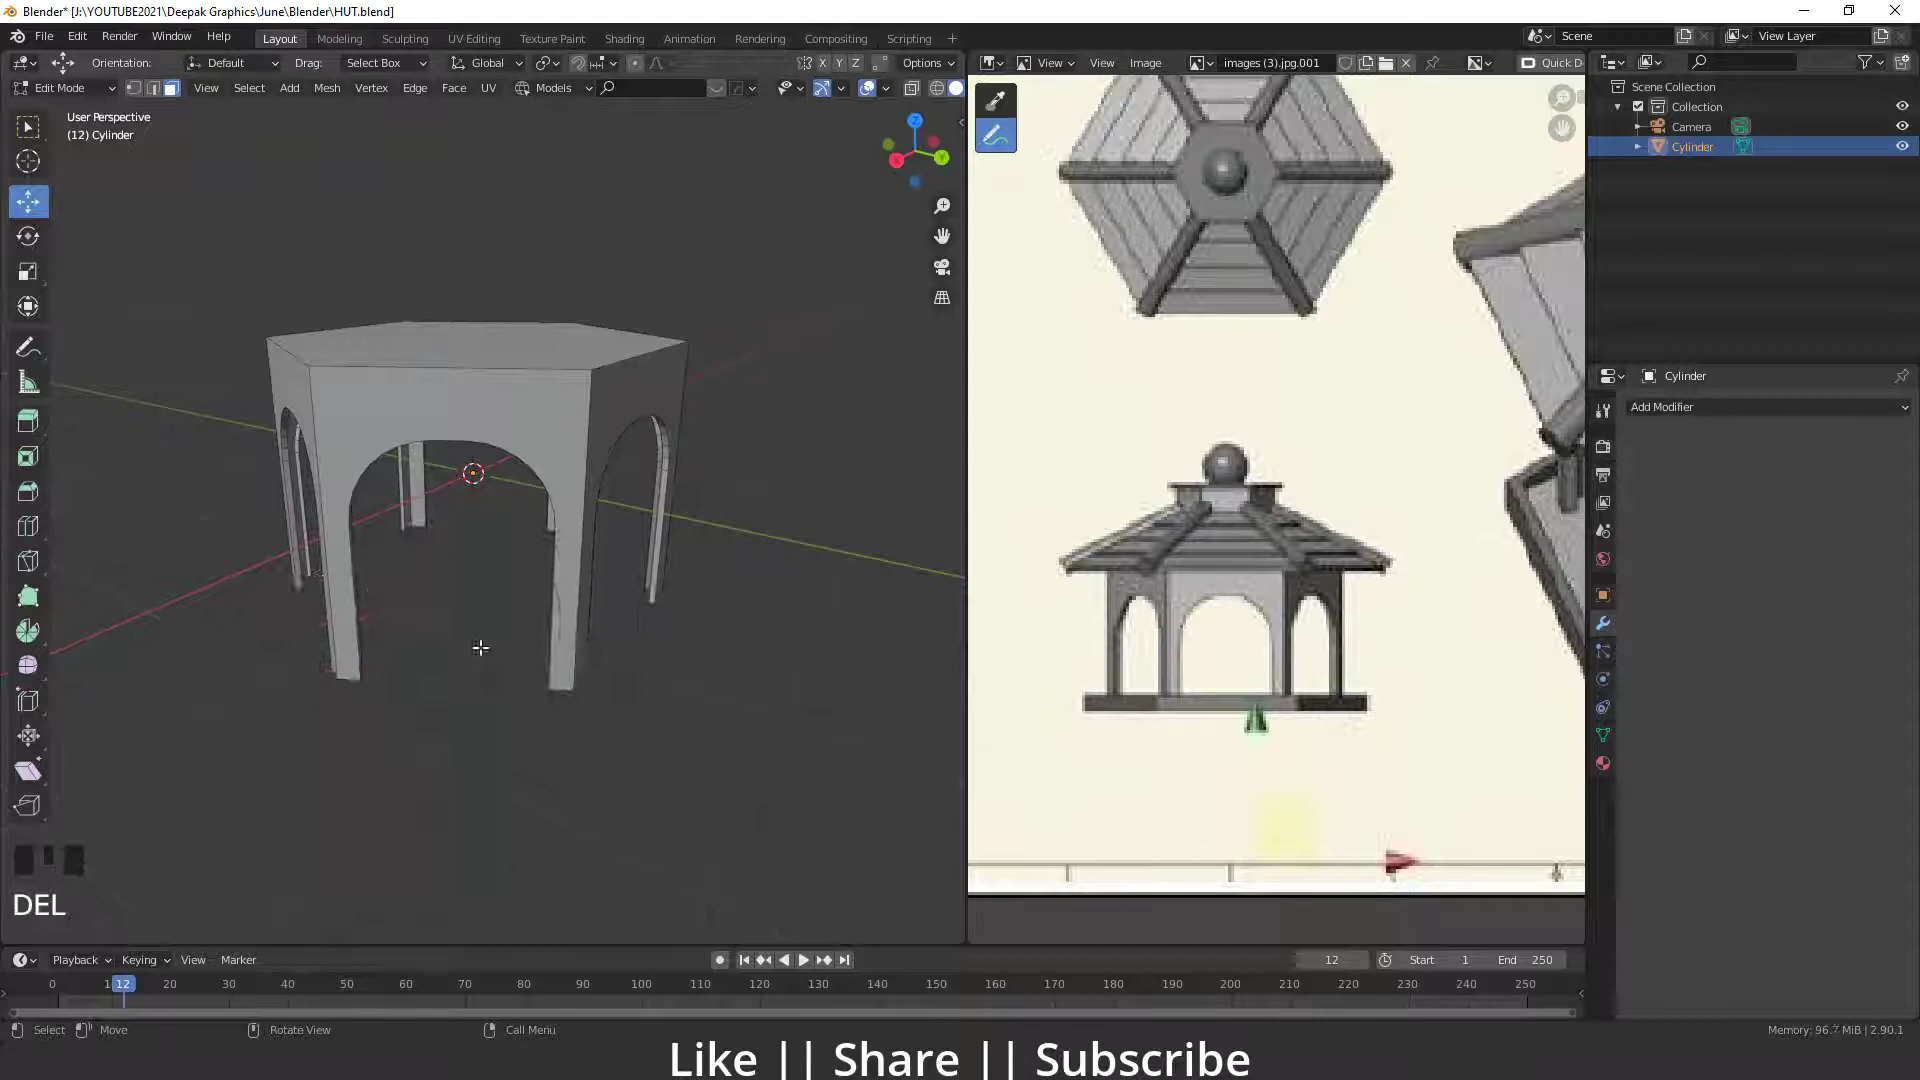 Blender* [J:\YOUTUBE2021\Deepak Graphics\June\Blender\HUT.blend]
File Edit Render Window Help Layout Modeling Sculpting UV Editing Texture Paint Shading Animation Rendering Compositing Scripting Scene View Layer
Orientation: Default Drag: Select Box Global X Y Z Options View View Image images (3).jpg.001 Quick D
Edit Mode View Select Add Mesh Vertex Edge Face UV Models
Scene Collection
Collection
Camera
Cylinder
User Perspective
(12) Cylinder
Z
Y
X
Cylinder
Add Modifier
DEL
Playback Keying View Marker 12 Start 1 End 250
0 1 12 20 30 40 50 60 70 80 90 100 110 120 130 140 150 160 170 180 190 200 210 220 230 240 250
Select Move Rotate View Call Menu Memory: 96.7 MiB | 2.90.1
Like || Share || Subscribe